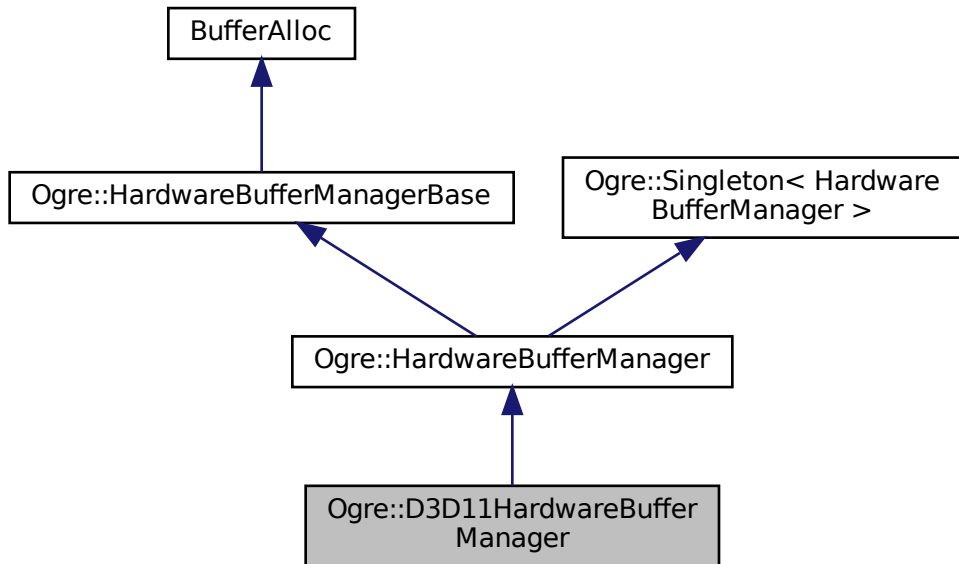 BufferAlloc
Ogre::HardwareBufferManagerBase
Ogre::Singleton< Hardware
BufferManager >
Ogre::HardwareBufferManager
Ogre::D3D11HardwareBuffer
Manager